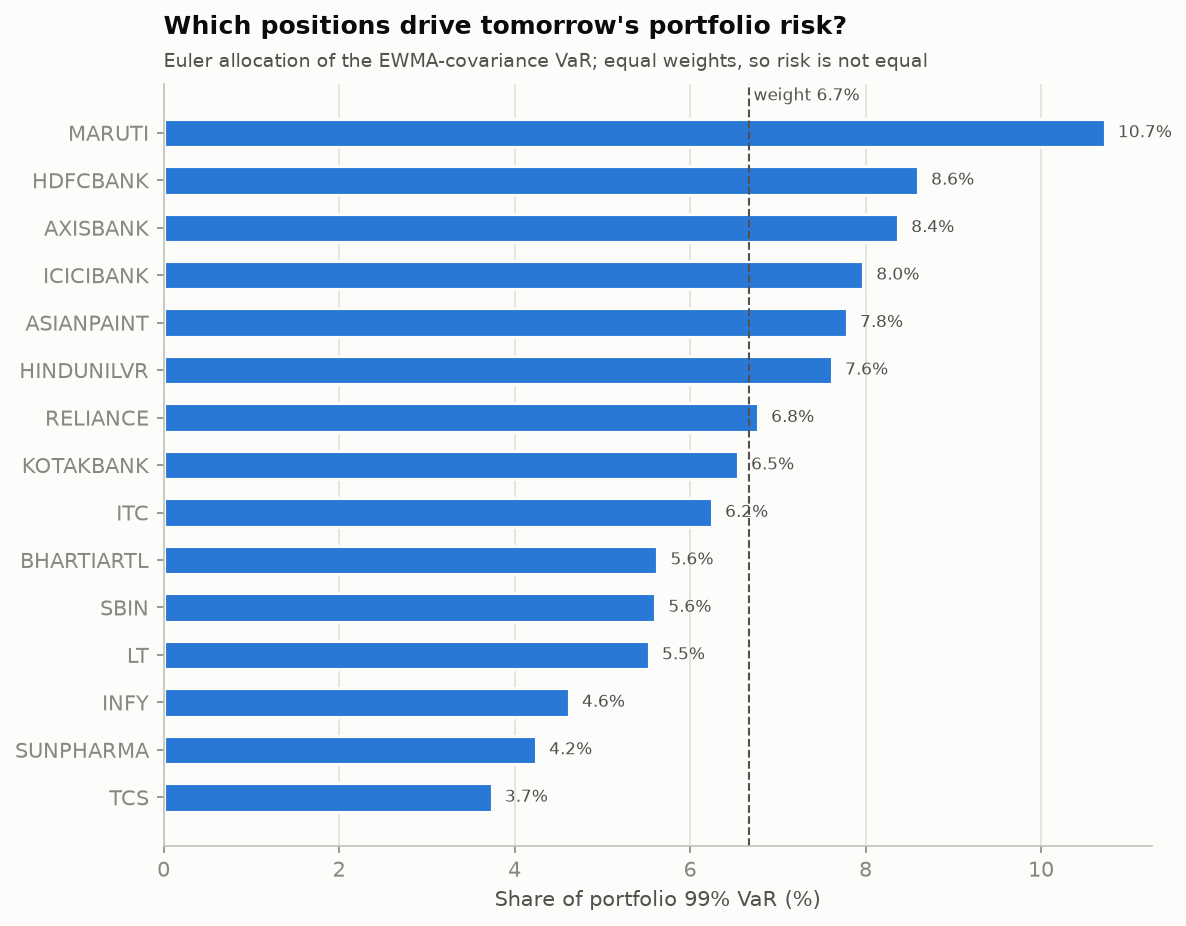 Which positions drive tomorrow's portfolio risk?
Euler allocation of the EWMA-covariance VaR; equal weights, so risk is not equal
weight 6.7%
MARUTI 10.7%
HDFCBANK 8.6%
AXISBANK 8.4%
ICICIBANK 8.0%
ASIANPAINT 7.8%
HINDUNILVR 7.6%
RELIANCE 6.8%
KOTAKBANK 6.5%
ITC 6.2%
BHARTIARTL 5.6%
SBIN 5.6%
LT 5.5%
INFY 4.6%
SUNPHARMA 4.2%
TCS 3.7%
0 2 4 6 8 10
Share of portfolio 99% VaR (%)